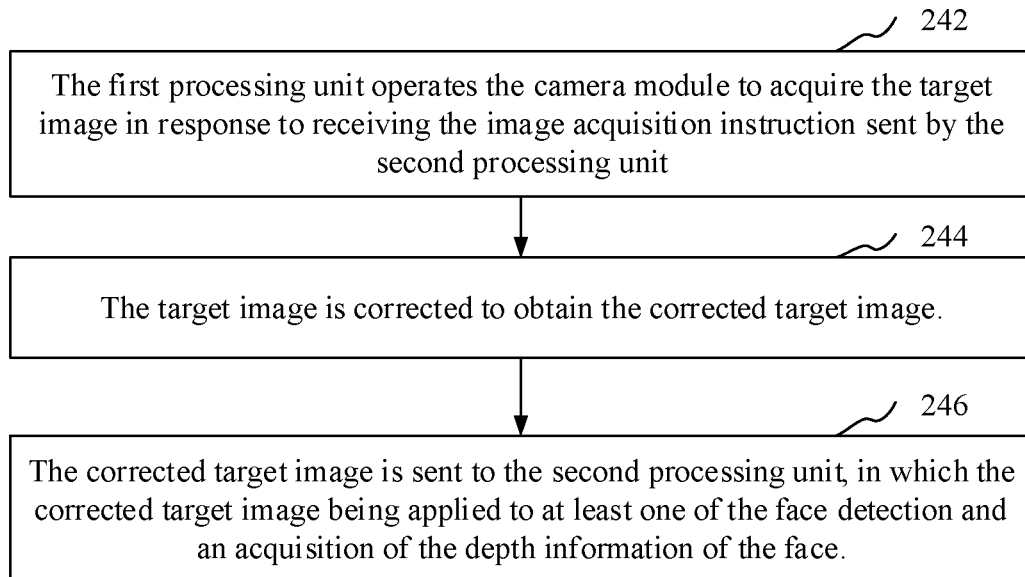 242
The first processing unit operates the camera module to acquire the target
image in response to receiving the image acquisition instruction sent by the
second processing unit
244
The target image is corrected to obtain the corrected target image.
246
The corrected target image is sent to the second processing unit, in which the
corrected target image being applied to at least one of the face detection and
an acquisition of the depth information of the face.